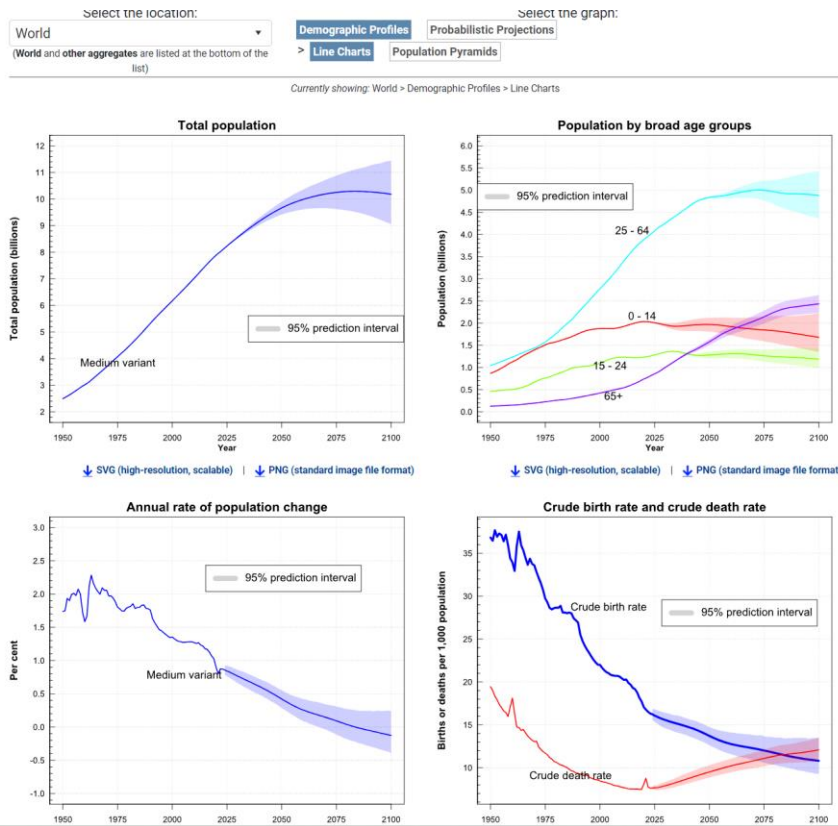 Select the location:
World
(World and other aggregates are listed at the bottom of the
list)
Select the graph:
Demographic Profiles Probabilistic Projections
> Line Charts Population Pyramids
Currently showing: World > Demographic Profiles > Line Charts
Total population
Total population (billions)
12
11
10
9
8
7
6
5
4
3
2
Medium variant
95% prediction interval
1950 1975 2000 2025 2050 2075 2100
Year
SVG (high-resolution, scalable) | PNG (standard image file format)
Population by broad age groups
Population (billions)
6.0
5.5
5.0
4.5
4.0
3.5
3.0
2.5
2.0
1.5
1.0
0.5
0.0
95% prediction interval
25 - 64
0 - 14
15 - 24
65+
1950 1975 2000 2025 2050 2075 2100
Year
SVG (high-resolution, scalable) | PNG (standard image file format
Annual rate of population change
Per cent
3.0
2.5
2.0
1.5
1.0
0.5
0.0
-0.5
-1.0
95% prediction interval
Medium variant
1950 1975 2000 2025 2050 2075 2100
Crude birth rate and crude death rate
Births or deaths per 1,000 population
35
30
25
20
15
10
Crude birth rate
95% prediction interval
Crude death rate
1950 1975 2000 2025 2050 2075 2100